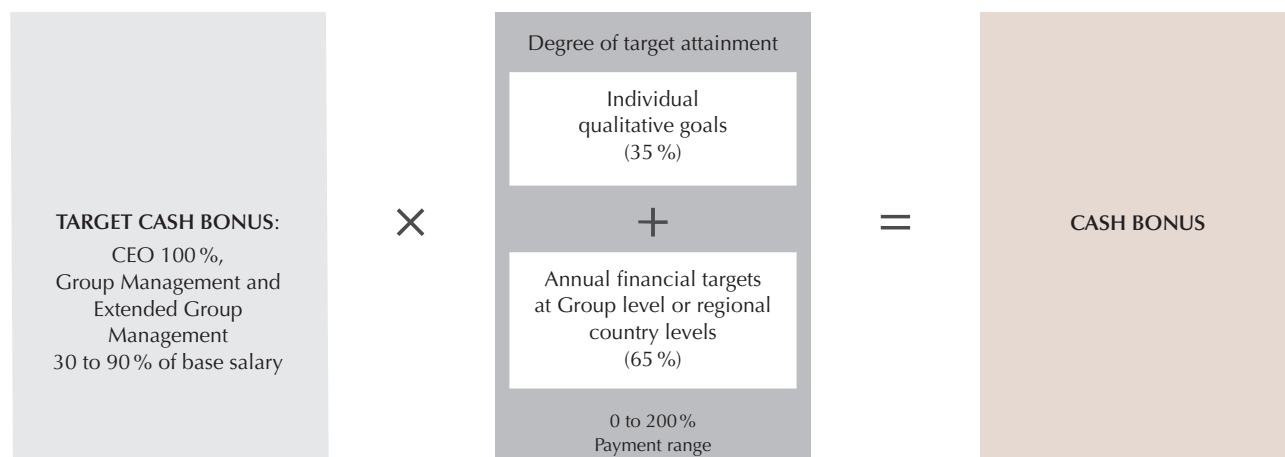 TARGET CASH BONUS:
CEO 100 %,
Group Management and
Extended Group
Management
30 to 90 % of base salary
×
Degree of target attainment
Individual
qualitative goals
(35 %)
+
Annual financial targets
at Group level or regional
country levels
(65 %)
0 to 200 %
Payment range
=
CASH BONUS